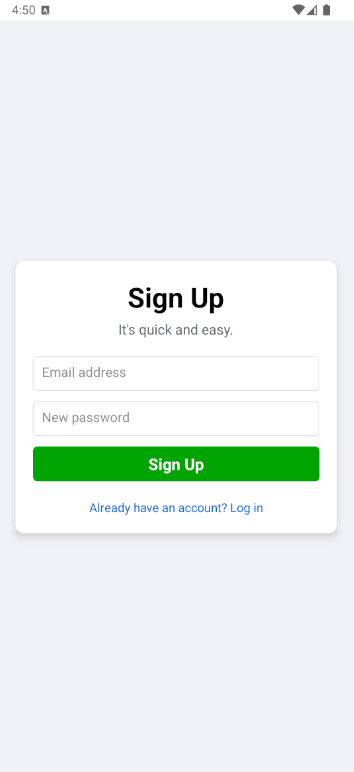 4:50
Sign Up
It's quick and easy.
Email address
New password
Sign Up
Already have an account? Log in